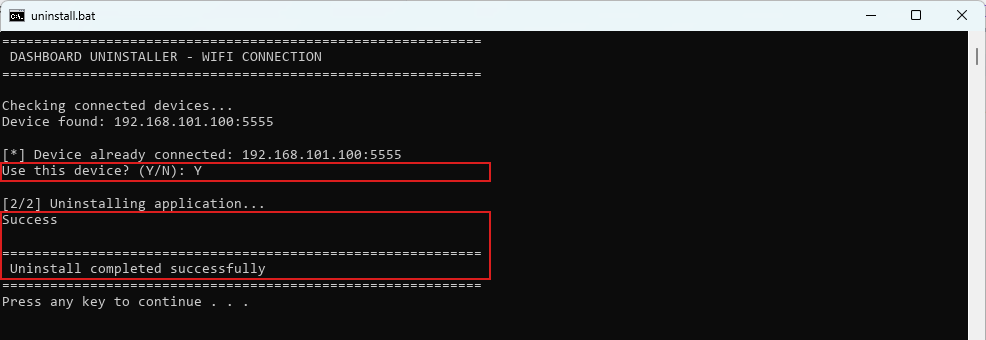 uninstall.bat
============================================================
DASHBOARD UNINSTALLER - WIFI CONNECTION
============================================================
Checking connected devices...
Device found: 192.168.101.100:5555
[*] Device already connected: 192.168.101.100:5555
Use this device? (Y/N): Y
[2/2] Uninstalling application...
Success
============================================================
Uninstall completed successfully
============================================================
Press any key to continue . . .